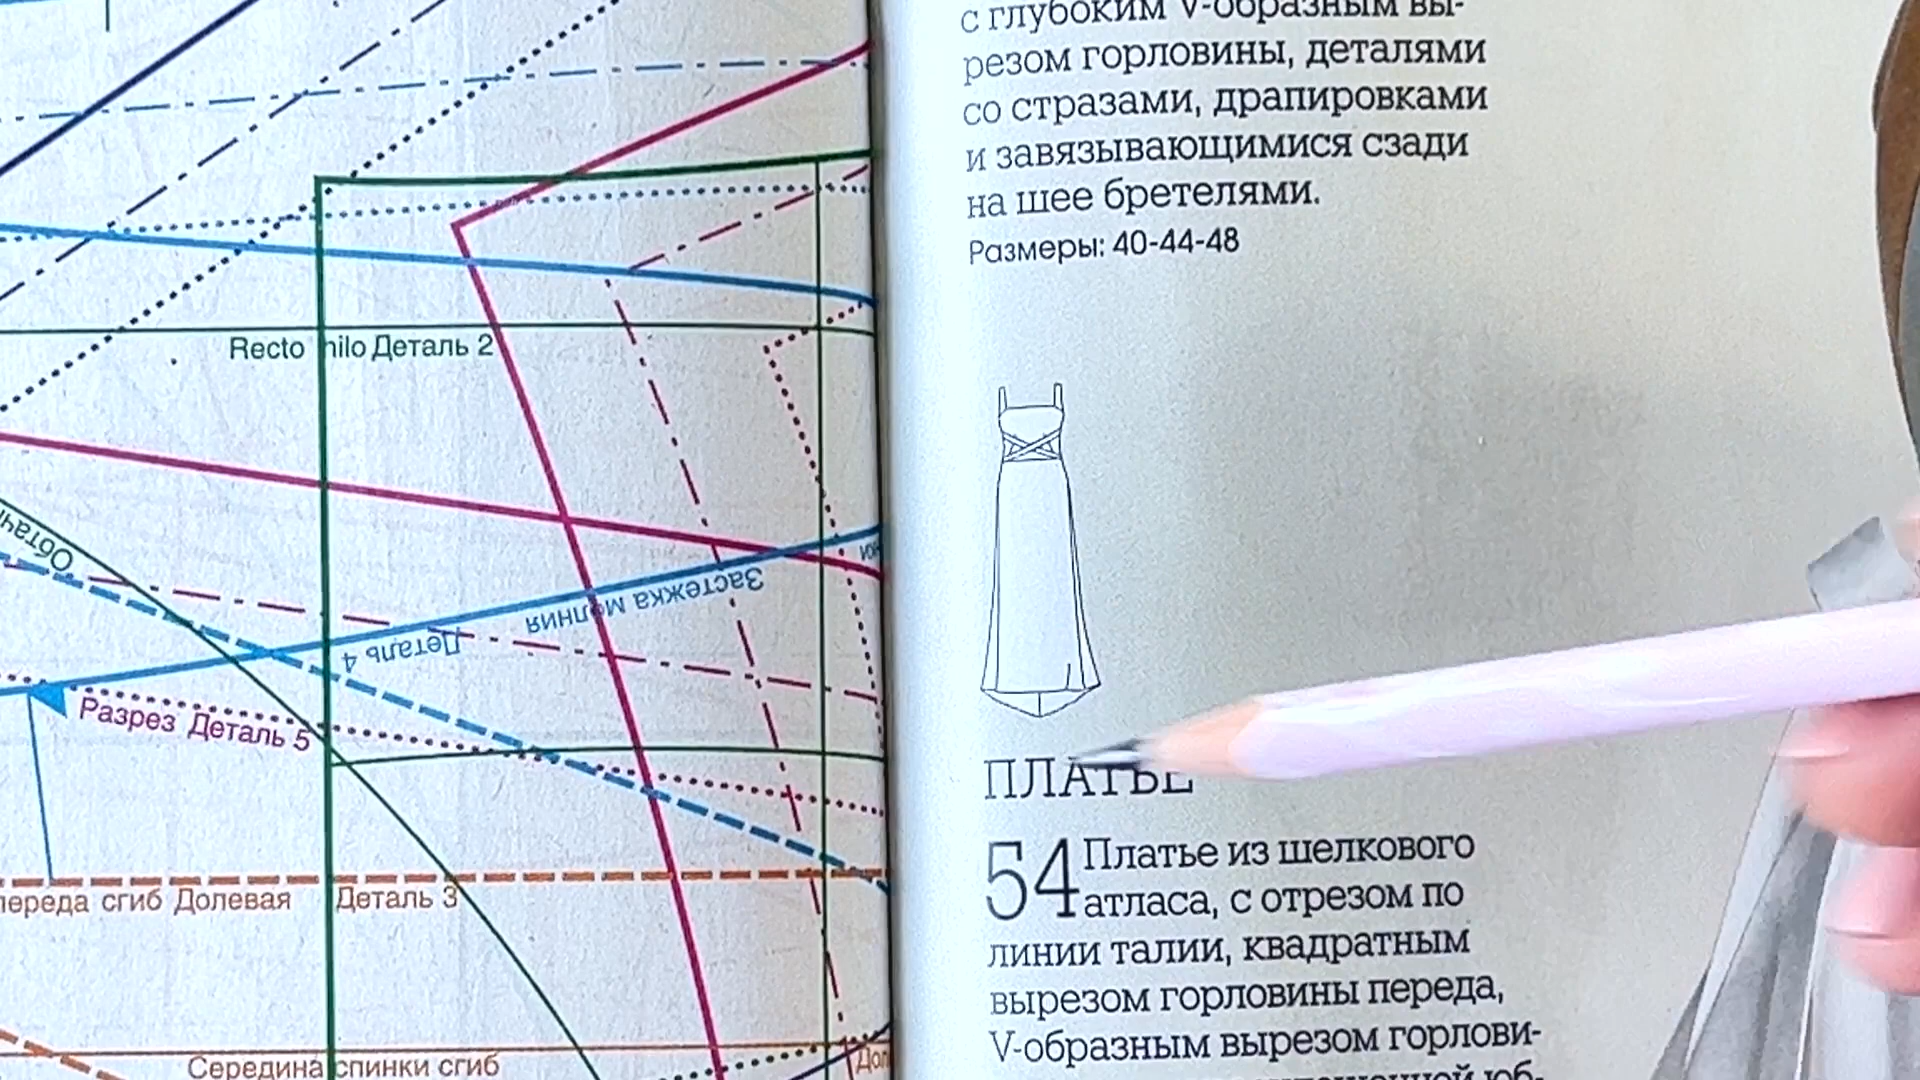 Recto hilo Деталь 2
Обтач
Застежка молния
Деталь 4
Разрез Деталь 5
переда сгиб Долевая Деталь 3
Середина спинки сгиб
Дол
с глубоким V-образным вы-
резом горловины, деталями
со стразами, драпировками
и завязывающимися сзади
на шее бретелями.
Размеры: 40-44-48
ПЛАТЬЕ
54 Платье из шелкового
атласа, с отрезом по
линии талии, квадратным
вырезом горловины переда,
V-образным вырезом горлови-